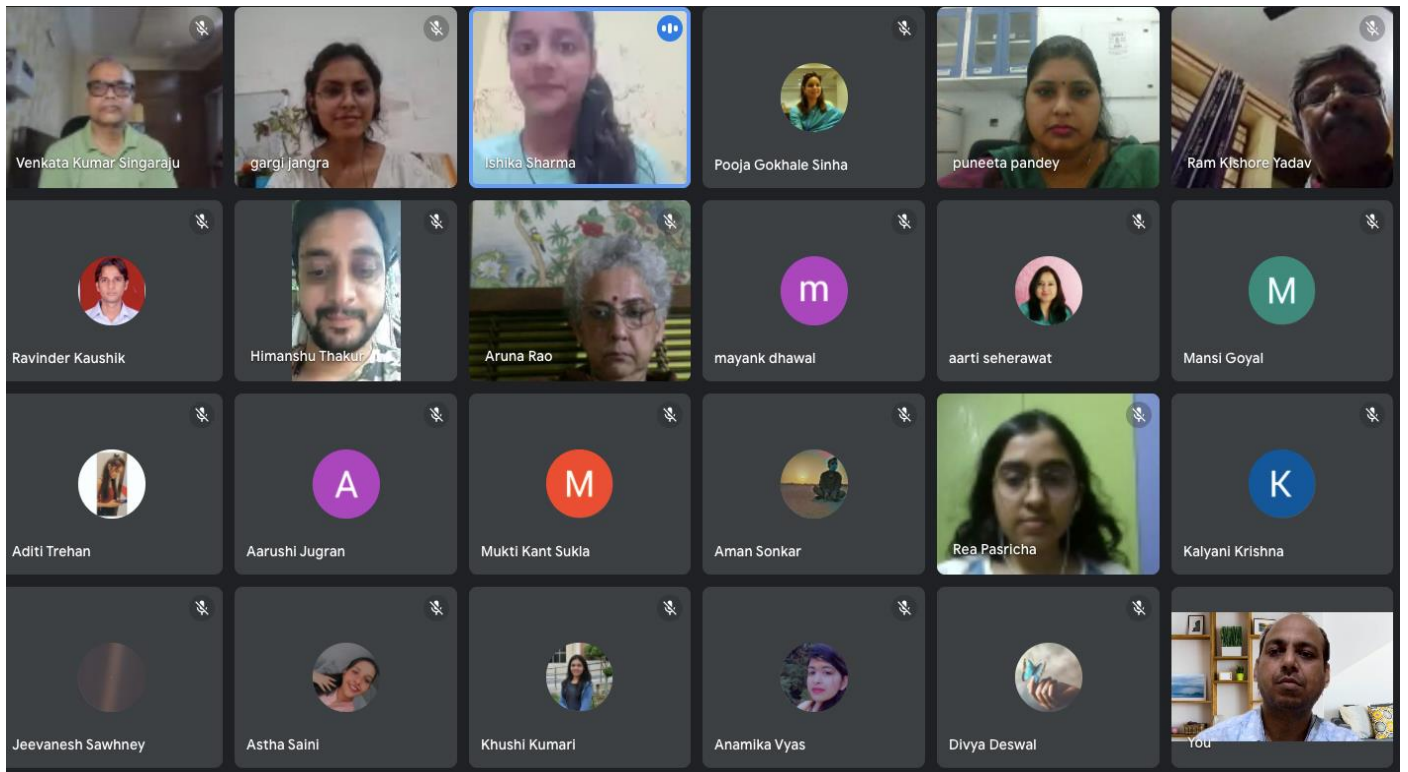 Venkata Kumar Singaraju
gargi jangra
Ishika Sharma
Pooja Gokhale Sinha
puneeta pandey
Ram Kishore Yadav
Ravinder Kaushik
Himanshu Thakur
Aruna Rao
m
mayank dhawal
aarti seherawat
M
Mansi Goyal
Aditi Trehan
A
Aarushi Jugran
M
Mukti Kant Sukla
Aman Sonkar
Rea Pasricha
K
Kalyani Krishna
Jeevanesh Sawhney
Astha Saini
Khushi Kumari
Anamika Vyas
Divya Deswal
You